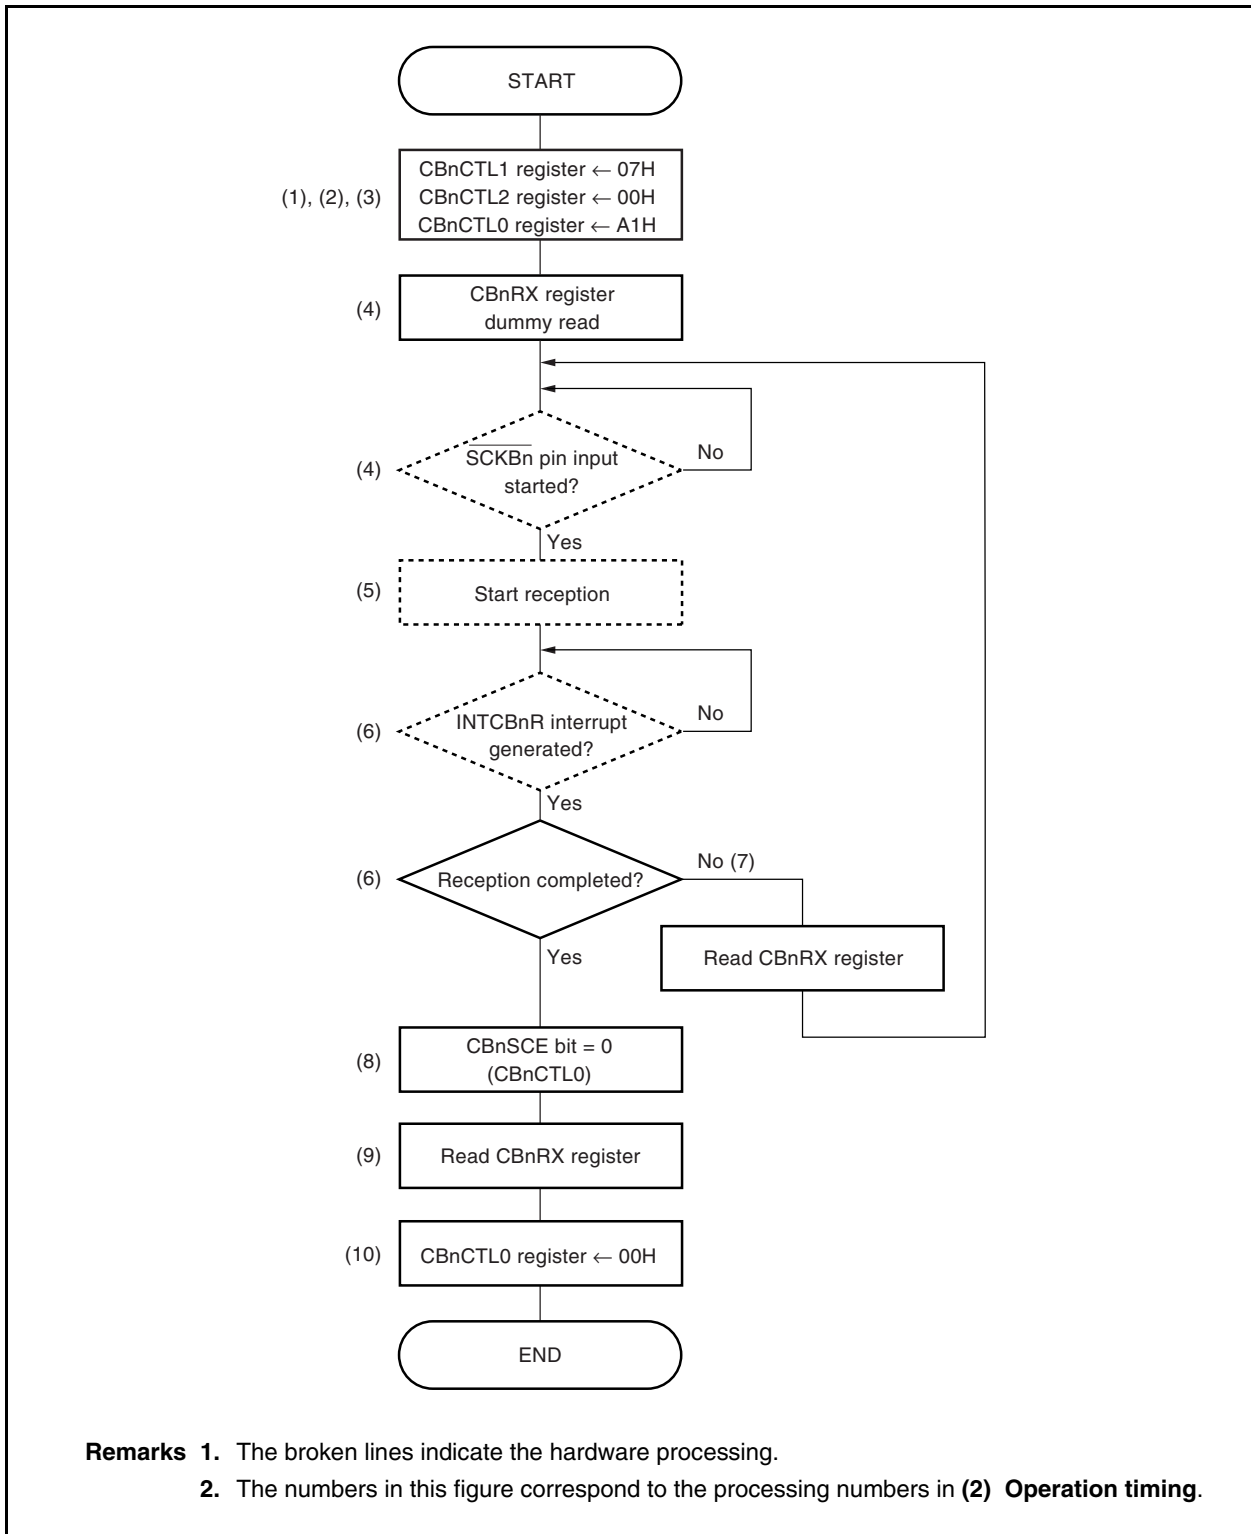 START
(1), (2), (3)
CBnCTL1 register ← 07H
CBnCTL2 register ← 00H
CBnCTL0 register ← A1H
(4)
CBnRX register
dummy read
(4)
SCKBn pin input
started?
No
Yes
(5)
Start reception
(6)
INTCBnR interrupt
generated?
No
Yes
(6)
Reception completed?
No (7)
Read CBnRX register
Yes
(8)
CBnSCE bit = 0
(CBnCTL0)
(9)
Read CBnRX register
(10)
CBnCTL0 register ← 00H
END
Remarks 1. The broken lines indicate the hardware processing.
2. The numbers in this figure correspond to the processing numbers in (2) Operation timing.